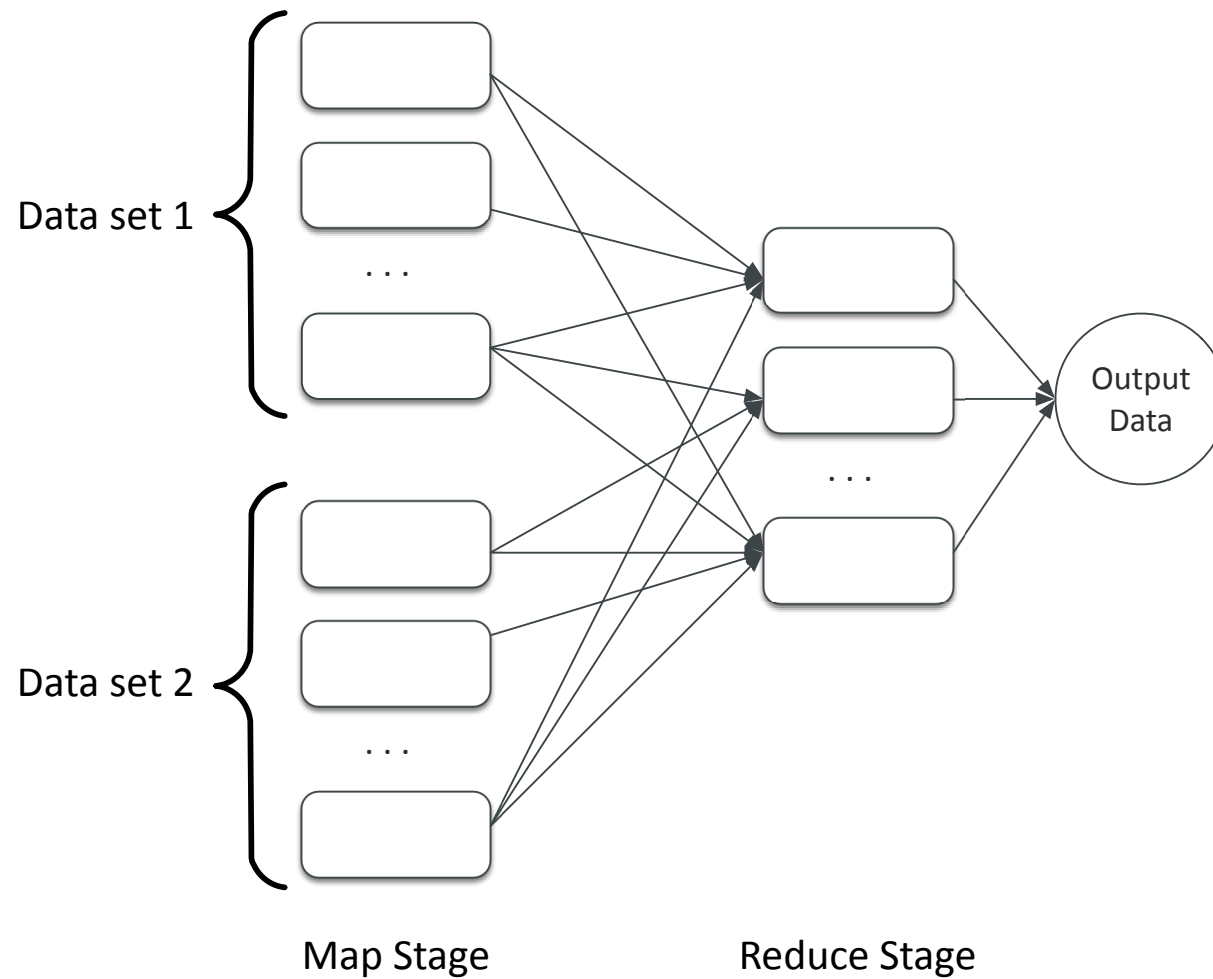 Data set 1
. . .
. . .
Output
Data
Data set 2
. . .
Map Stage
Reduce Stage